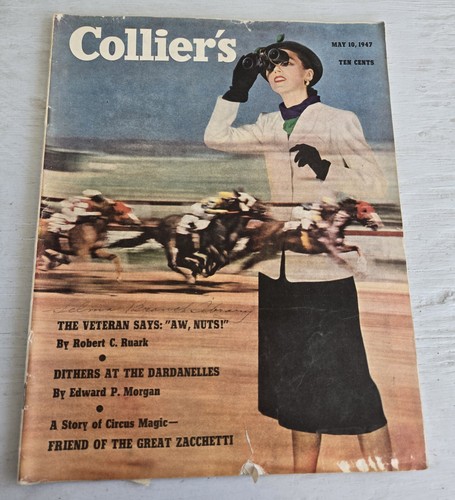 Collier's
MAY 10, 1947
TEN CENTS
THE VETERAN SAYS: "AW, NUTS!"
By Robert C. Ruark
DITHERS AT THE DARDANELLES
By Edward P. Morgan
A Story of Circus Magic—
FRIEND OF THE GREAT ZACCHETTI